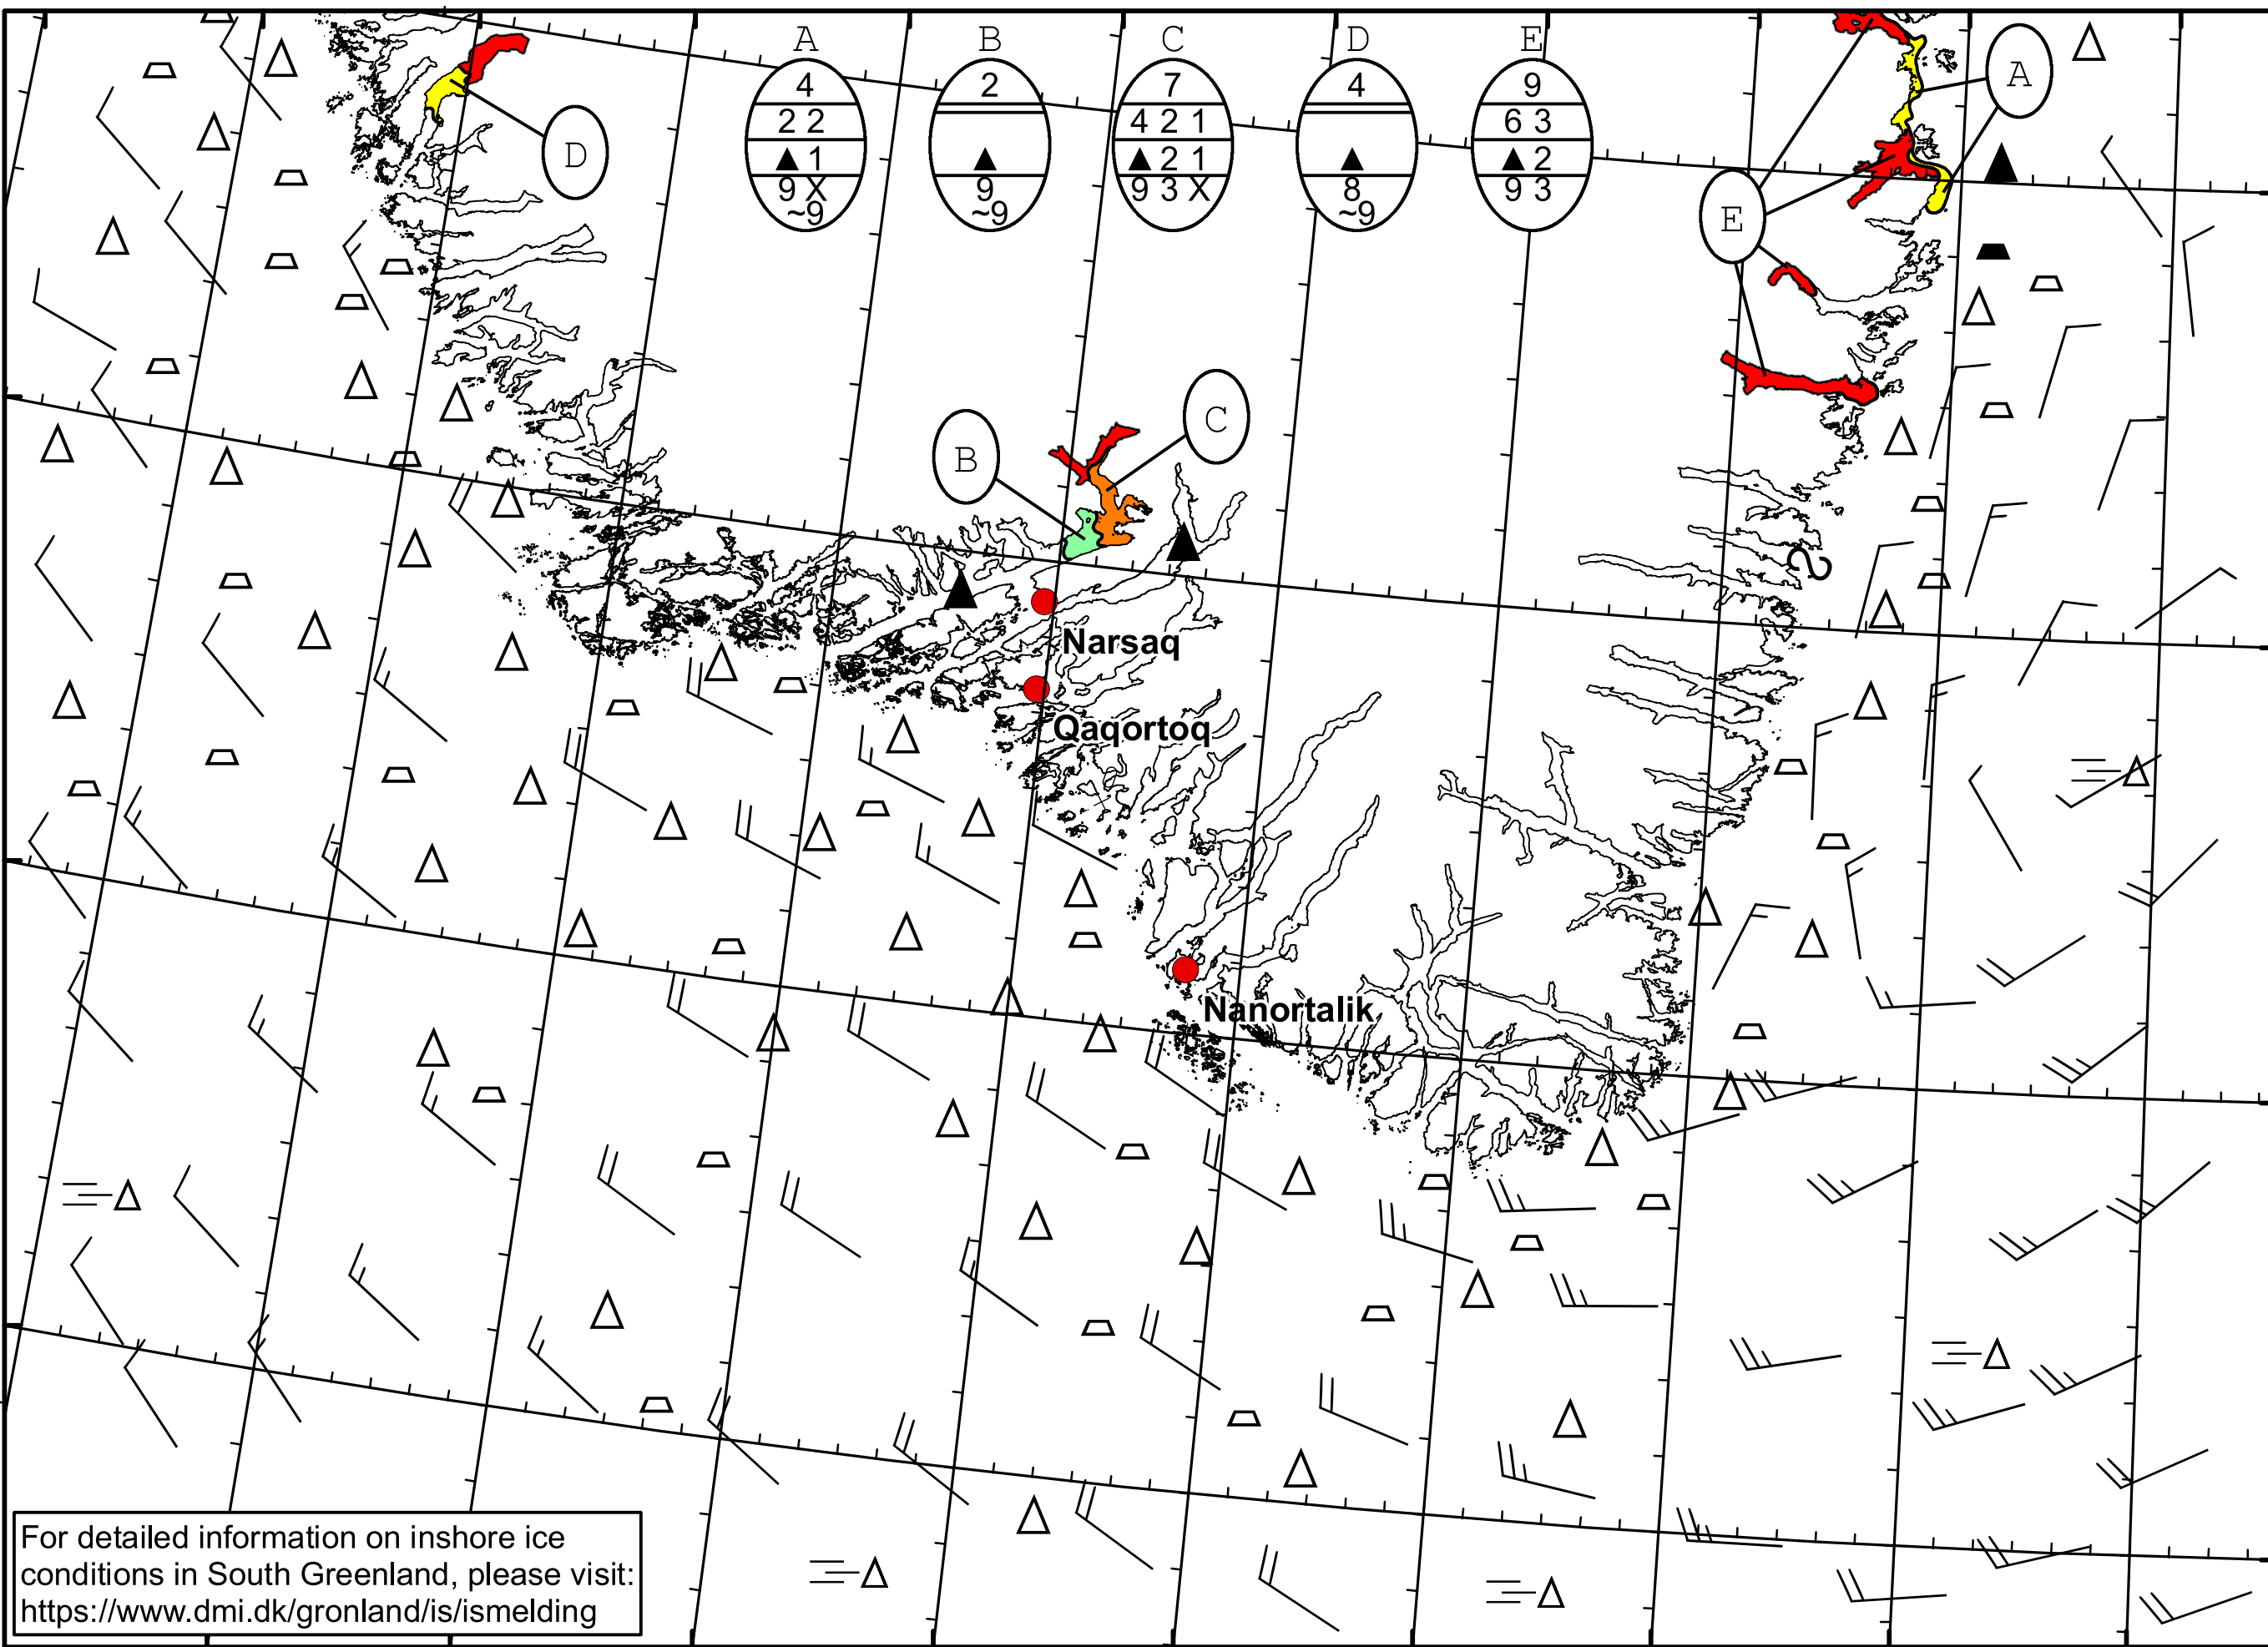 A B C D E
4 2 7 4 9
2 2 4 2 1 6 3
▲ 1 ▲ ▲ 2 1 ▲ ▲ 2
9 X 9 9 3 X 8 9 3
~9 ~9 ~9
A
D
E
C
B
Narsaq
Qaqortoq
Nanortalik
For detailed information on inshore ice
conditions in South Greenland, please visit:
https://www.dmi.dk/gronland/is/ismelding